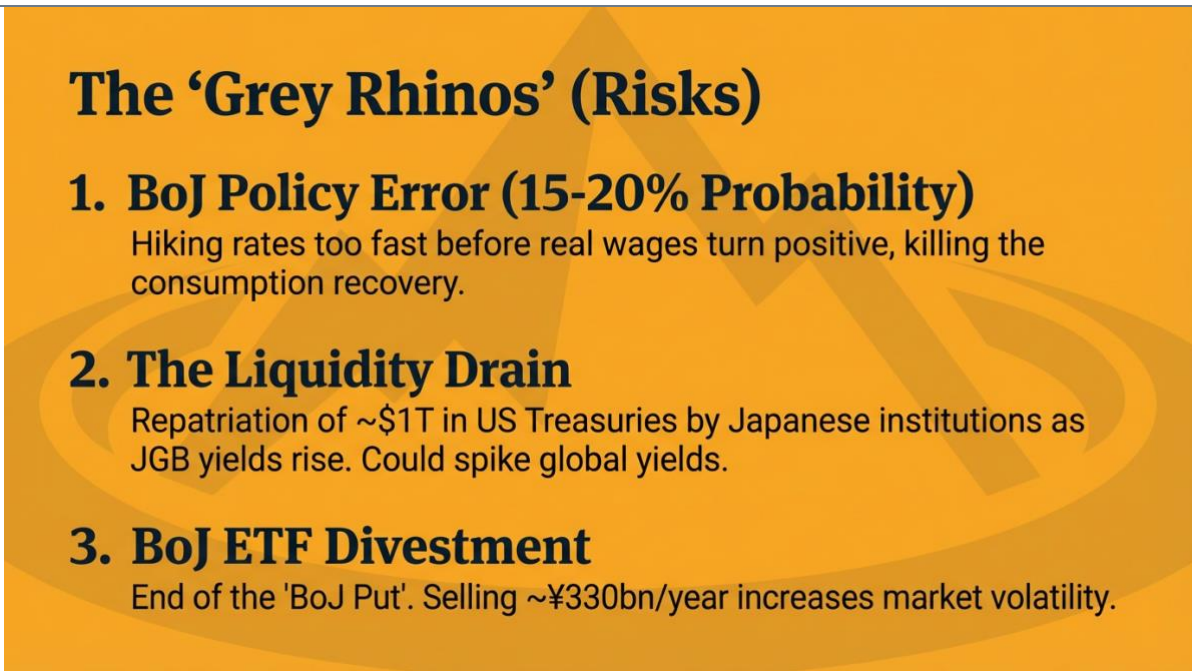 The ‘Grey Rhinos’ (Risks)
1. BoJ Policy Error (15-20% Probability)
Hiking rates too fast before real wages turn positive, killing the
consumption recovery.
2. The Liquidity Drain
Repatriation of ~$1T in US Treasuries by Japanese institutions as
JGB yields rise. Could spike global yields.
3. BoJ ETF Divestment
End of the 'BoJ Put'. Selling ~¥330bn/year increases market volatility.